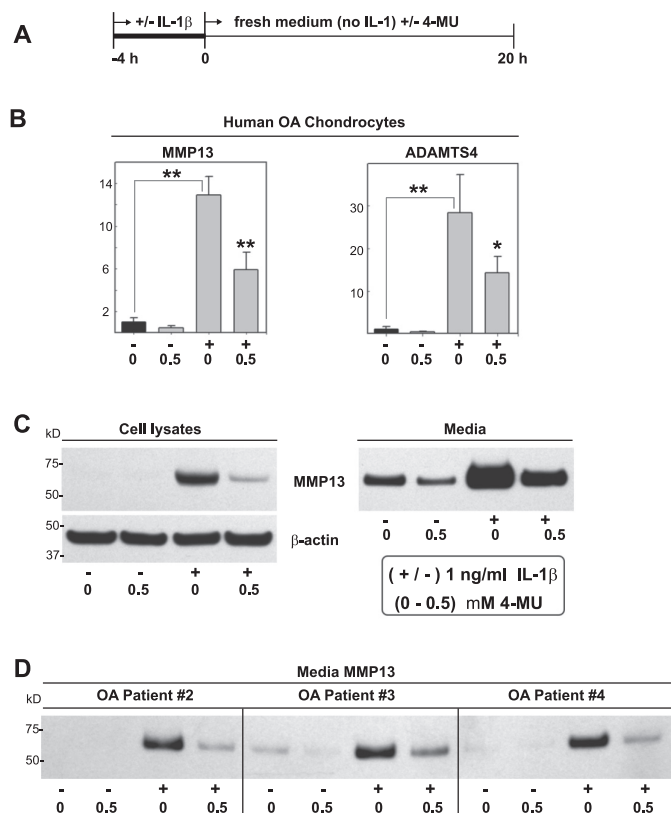 A
+/- IL-1β
fresh medium (no IL-1) +/- 4-MU
-4 h 0 20 h
B
Human OA Chondrocytes
MMP13 ADAMTS4
14
10
6
2
** **
30
20
10
** *
- - + +
0 0.5 0 0.5
- - + +
0 0.5 0 0.5
C
kD Cell lysates Media
75
50
MMP13
50
37
β-actin
- - + +
0 0.5 0 0.5
- - + +
0 0.5 0 0.5
( + / - ) 1 ng/ml IL-1β
(0 - 0.5) mM 4-MU
D
Media MMP13
kD OA Patient #2 OA Patient #3 OA Patient #4
75
50
- - + + - - + + - - + +
0 0.5 0 0.5 0 0.5 0 0.5 0 0.5 0 0.5